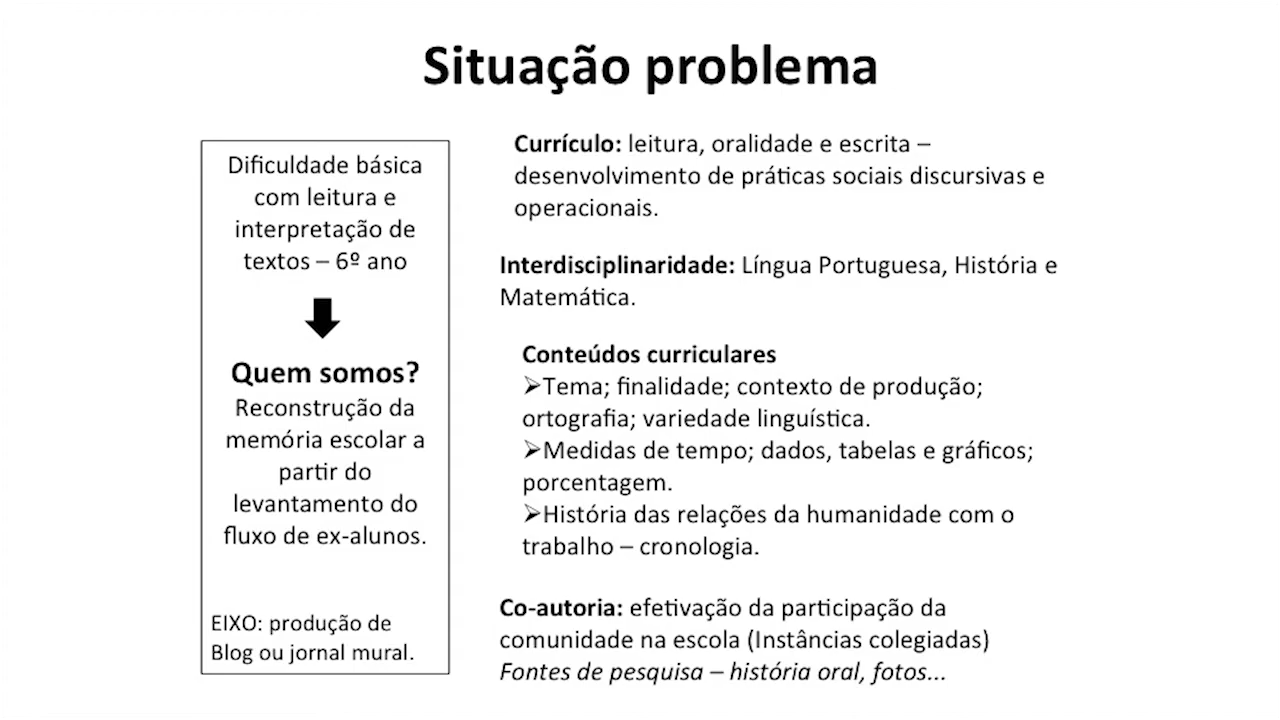 Situação problema
Dificuldade básica
com leitura e
interpretação de
textos – 6º ano
Quem somos?
Reconstrução da
memória escolar a
partir do
levantamento do
fluxo de ex-alunos.
EIXO: produção de
Blog ou jornal mural.
Currículo: leitura, oralidade e escrita –
desenvolvimento de práticas sociais discursivas e
operacionais.
Interdisciplinaridade: Língua Portuguesa, História e
Matemática.
Conteúdos curriculares
➢Tema; finalidade; contexto de produção;
ortografia; variedade linguística.
➢Medidas de tempo; dados, tabelas e gráficos;
porcentagem.
➢História das relações da humanidade com o
trabalho – cronologia.
Co-autoria: efetivação da participação da
comunidade na escola (Instâncias colegiadas)
Fontes de pesquisa – história oral, fotos...